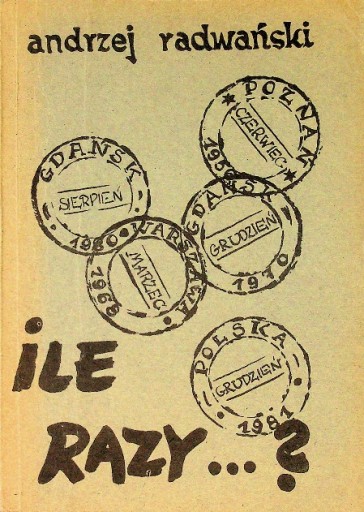 andrzej radwański
POZNAŃ
CZERWIEC
1956
GDAŃSK
SIERPIEŃ
1980
GDAŃSK
GRUDZIEŃ
1970
WARSZAWA
MARZEC
1968
POLSKA
GRUDZIEŃ
1981
iLE
RAZY...?